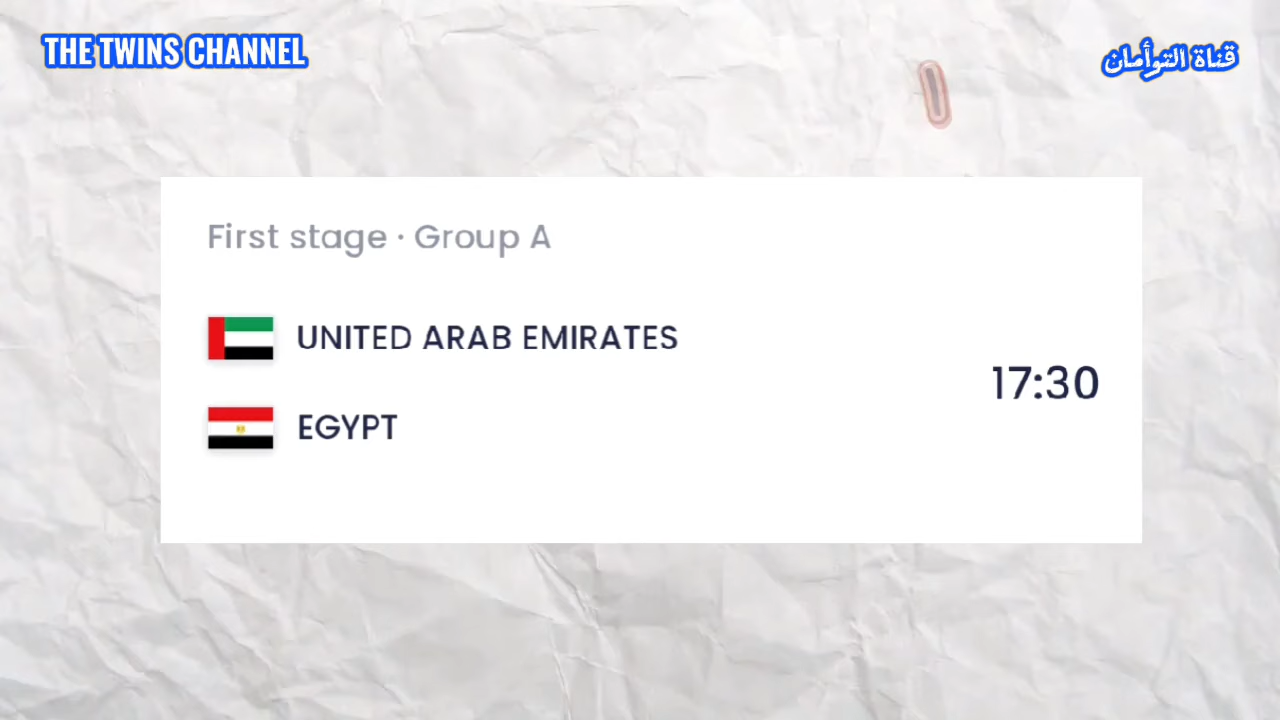 THE TWINS CHANNEL
قناة التوأمان
First stage · Group A
UNITED ARAB EMIRATES
17:30
EGYPT